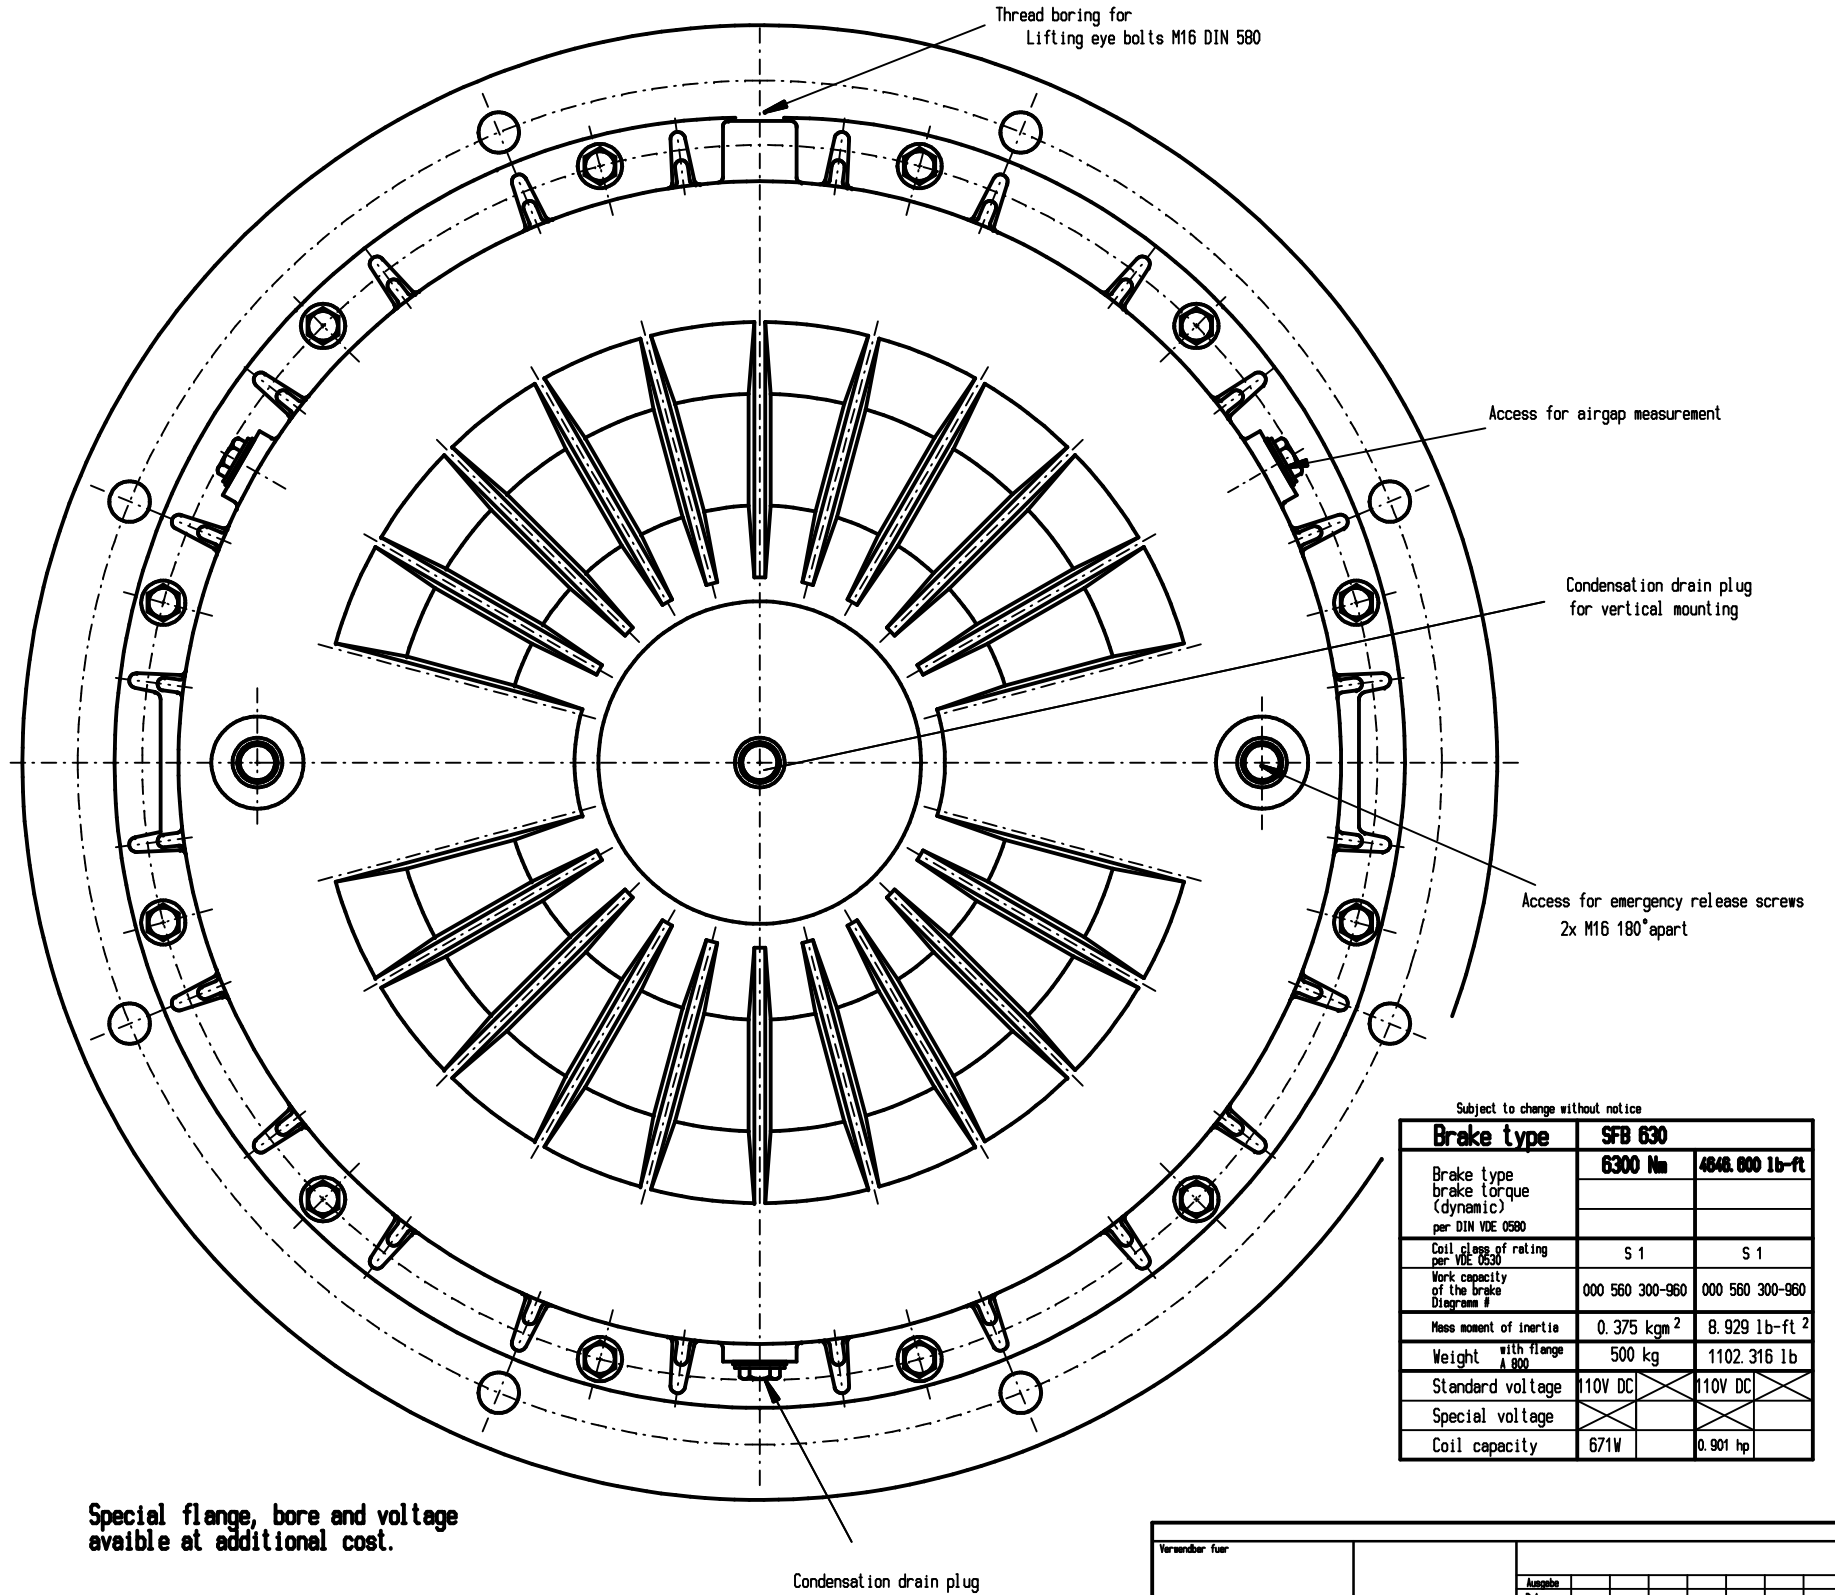 Thread boring for
Lifting eye bolts M16 DIN 580
Access for airgap measurement
Condensation drain plug
for vertical mounting
Access for emergency release screws
2x M16 180°apart
Subject to change without notice
Brake type SFB 630
Brake type 6300 Nm 4646.600 lb-ft
brake torque
(dynamic)
per DIN VDE 0580
Coil class of rating S 1 S 1
per VDE 0530
Work capacity
of the brake 000 560 300-960 000 560 300-960
Diagramm #
Mass moment of inertia 0.375 kgm² 8.929 lb-ft²
Weight with flange 500 kg 1102.316 lb
A 800
Standard voltage 110V DC 110V DC
Special voltage
Coil capacity 671W 0.901 hp
Special flange, bore and voltage
avaible at additional cost.
Condensation drain plug
Verwendbar fuer
Ausgabe